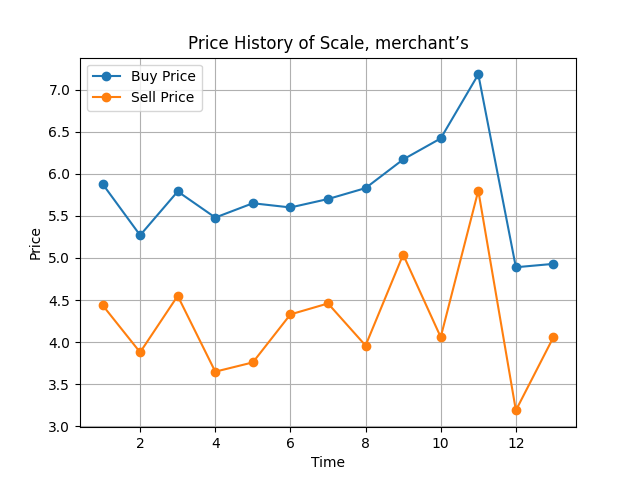 Price History of Scale, merchant’s
Buy Price
Sell Price
Price
7.0
6.5
6.0
5.5
5.0
4.5
4.0
3.5
3.0
2 4 6 8 10 12
Time